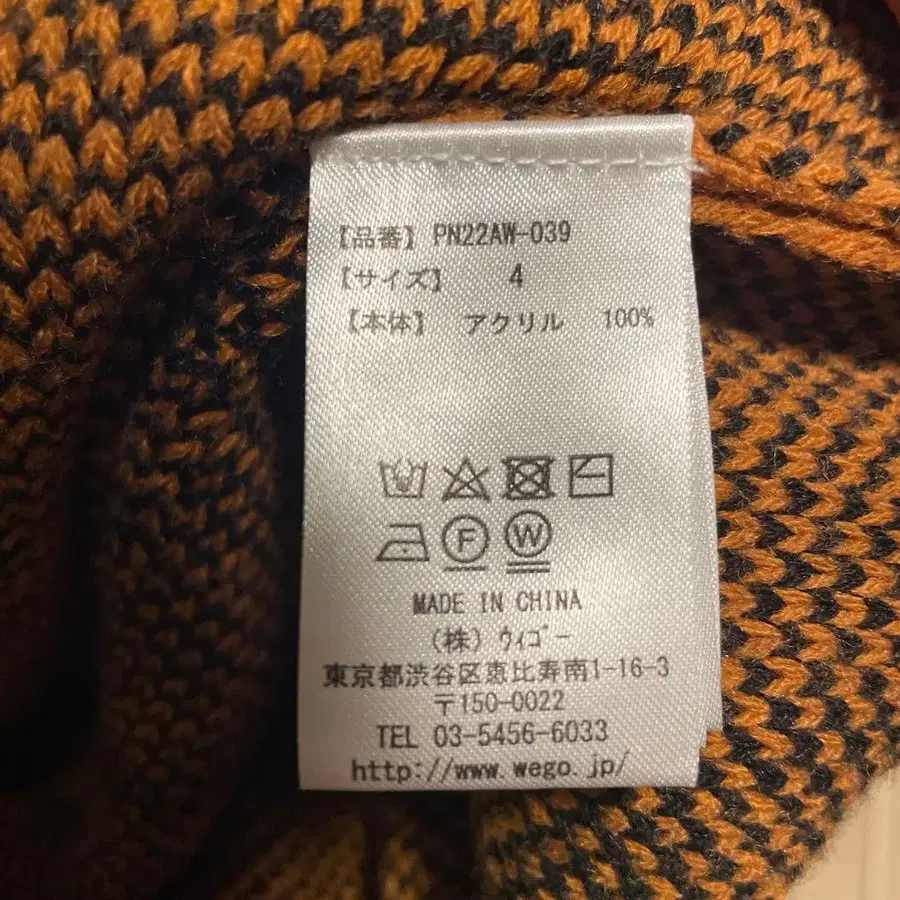 【品番】 PN22AW-039
【サイズ】 4
【本体】 アクリル 100%
F W
MADE IN CHINA
(株) ウィゴー
東京都渋谷区恵比寿南1-16-3
〒150-0022
TEL 03-5456-6033
http://www.wego.jp/